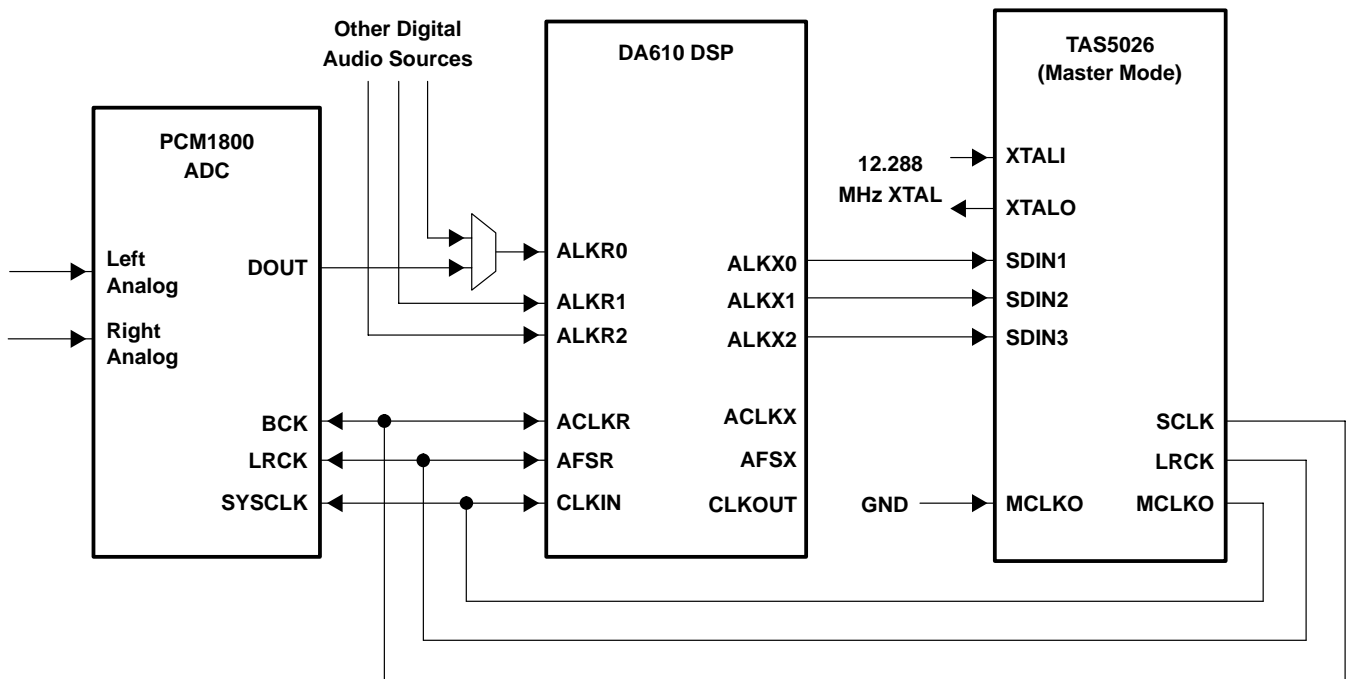 Other Digital
Audio Sources
PCM1800
ADC
Left
Analog
Right
Analog
DOUT
BCK
LRCK
SYSCLK
DA610 DSP
ALKR0
ALKR1
ALKR2
ACLKR
AFSR
CLKIN
ALKX0
ALKX1
ALKX2
ACLKX
AFSX
CLKOUT
12.288
MHz XTAL
GND
TAS5026
(Master Mode)
XTALI
XTALO
SDIN1
SDIN2
SDIN3
MCLKO
SCLK
LRCK
MCLKO